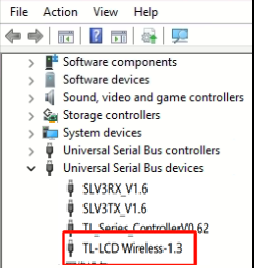 File Action View Help
Software components
Software devices
Sound, video and game controllers
Storage controllers
System devices
Universal Serial Bus controllers
Universal Serial Bus devices
SLV3RX_V1.6
SLV3TX_V1.6
TL_Series_ControllerV0.62
TL-LCD Wireless-1.3